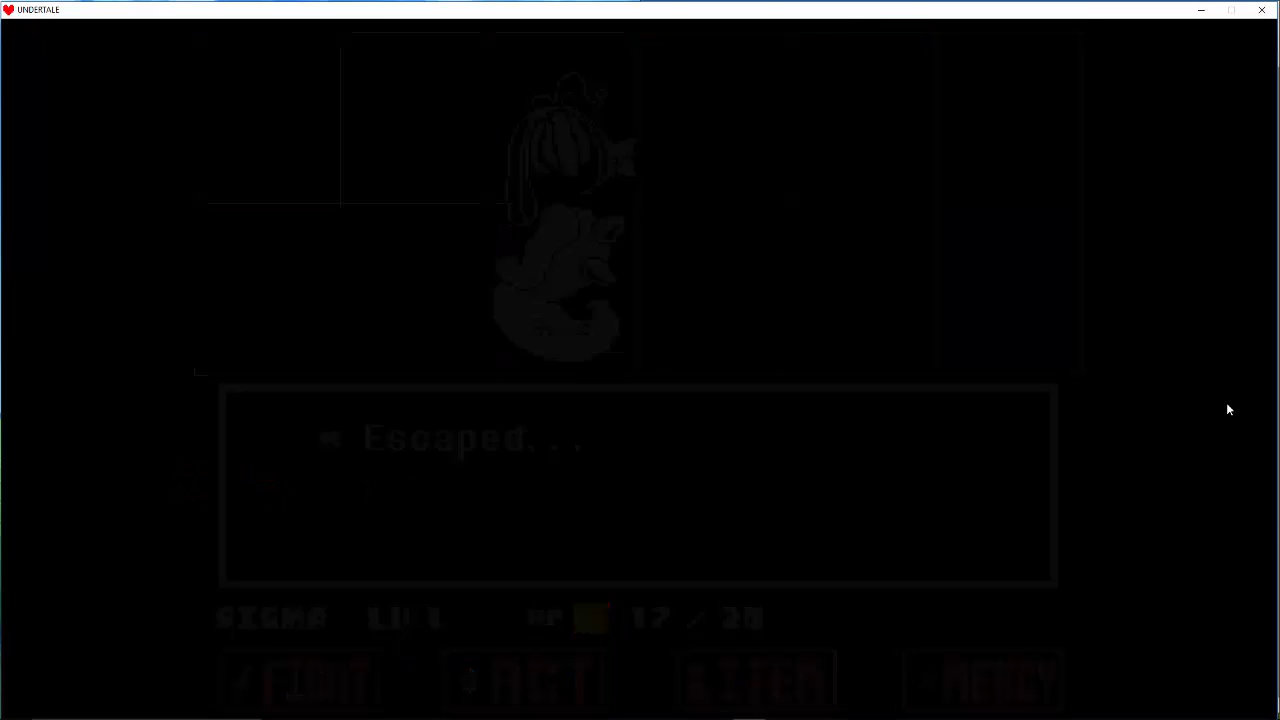 UNDERTALE
Escaped...
SIGMA LV 1 HP 17 / 20
FIGHT ACT ITEM MERCY